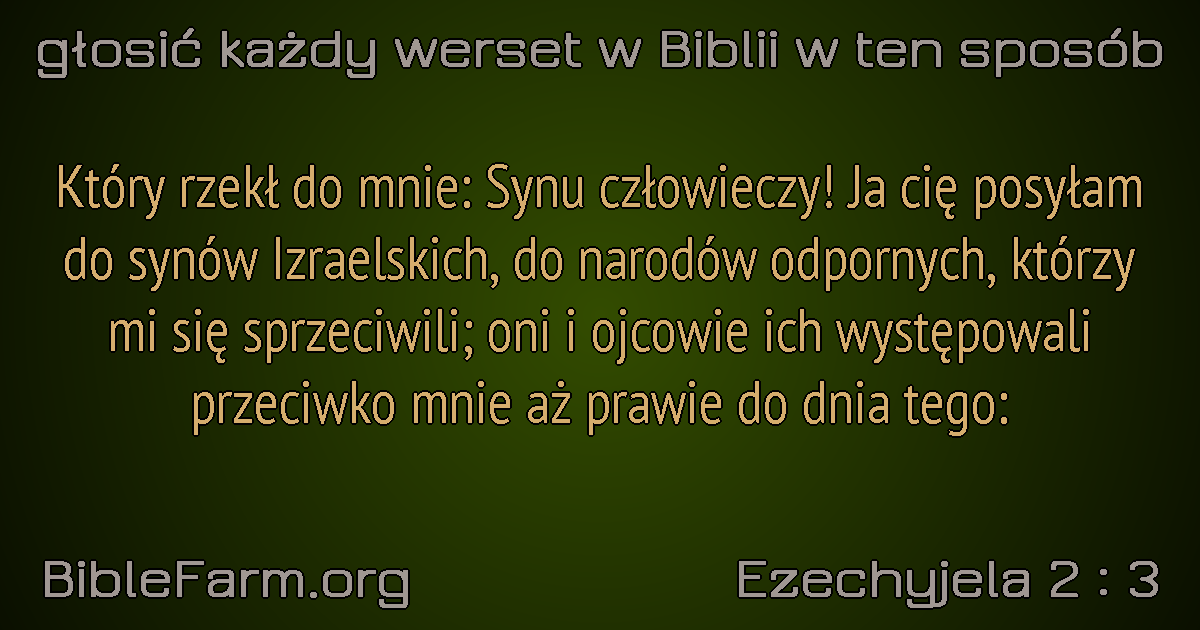 głosić każdy werset w Biblii w ten sposób
Który rzekł do mnie: Synu człowieczy! Ja cię posyłam
do synów Izraelskich, do narodów odpornych, którzy
mi się sprzeciwili; oni i ojcowie ich występowali
przeciwko mnie aż prawie do dnia tego:
BibleFarm.org
Ezechyjela 2 : 3